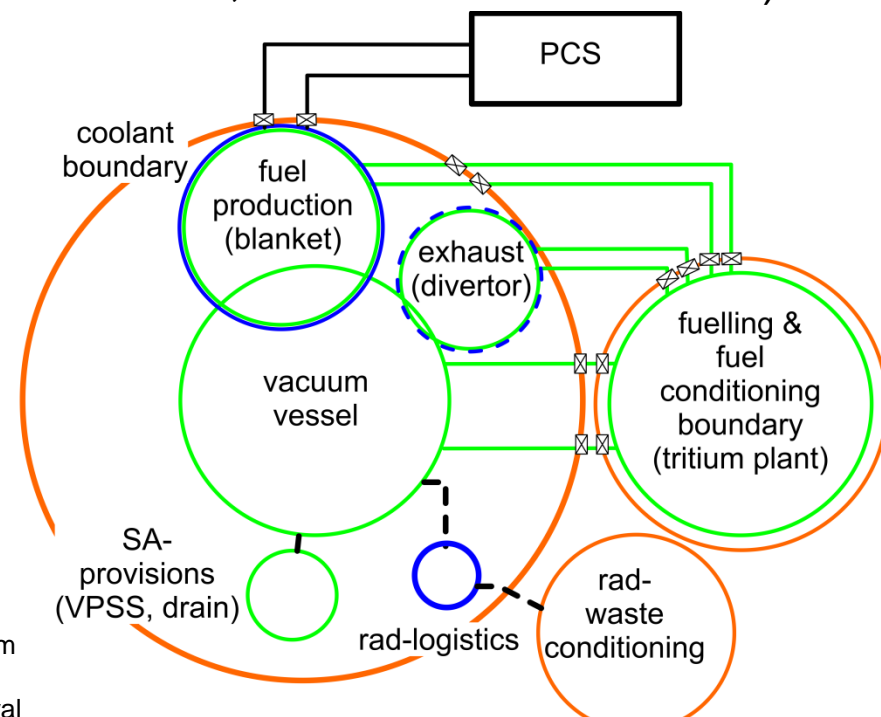 PCS
coolant
boundary
fuel
production
(blanket)
exhaust
(divertor)
fuelling &
fuel
conditioning
boundary
(tritium plant)
vacuum
vessel
SA-
provisions
(VPSS, drain)
rad-logistics
rad-
waste
conditioning